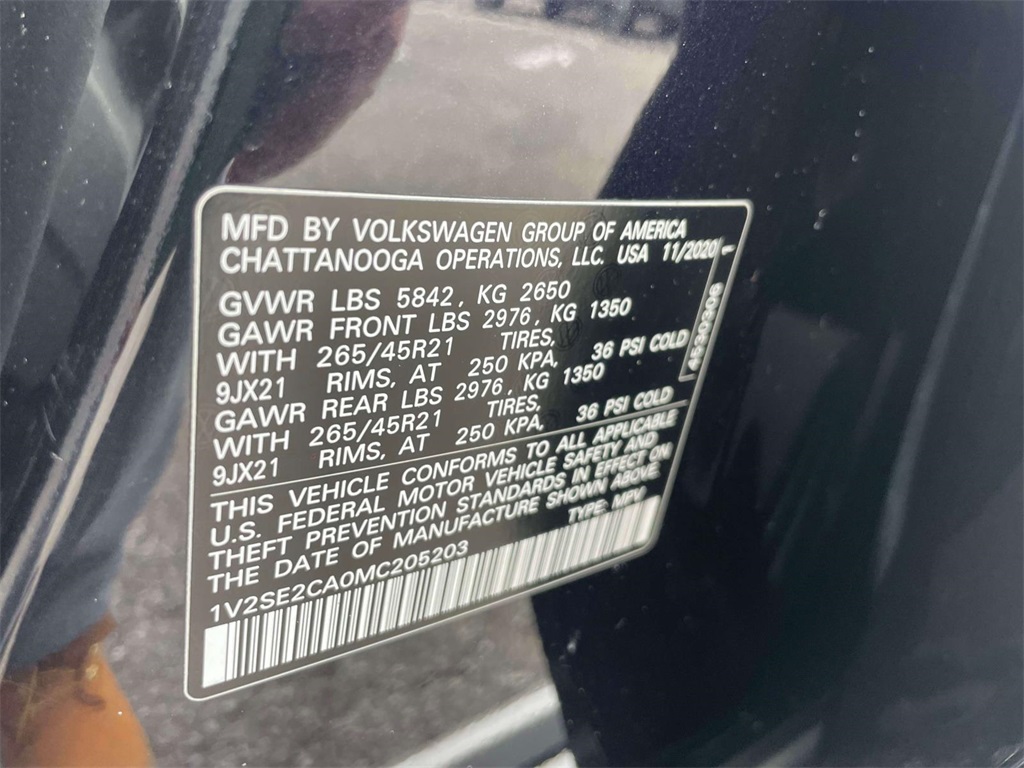 MFD BY VOLKSWAGEN GROUP OF AMERICA
CHATTANOOGA OPERATIONS, LLC. USA 11/2020
GVWR LBS 5842, KG 2650
GAWR FRONT LBS 2976, KG 1350
WITH 265/45R21 TIRES,
9JX21 RIMS, AT 250 KPA, 36 PSI COLD
GAWR REAR LBS 2976, KG 1350
WITH 265/45R21 TIRES,
9JX21 RIMS, AT 250 KPA, 36 PSI COLD
THIS VEHICLE CONFORMS TO ALL APPLICABLE
U.S. FEDERAL MOTOR VEHICLE SAFETY AND
THEFT PREVENTION STANDARDS IN EFFECT ON
THE DATE OF MANUFACTURE SHOWN ABOVE.
TYPE: MPV
1V2SE2CA0MC205203